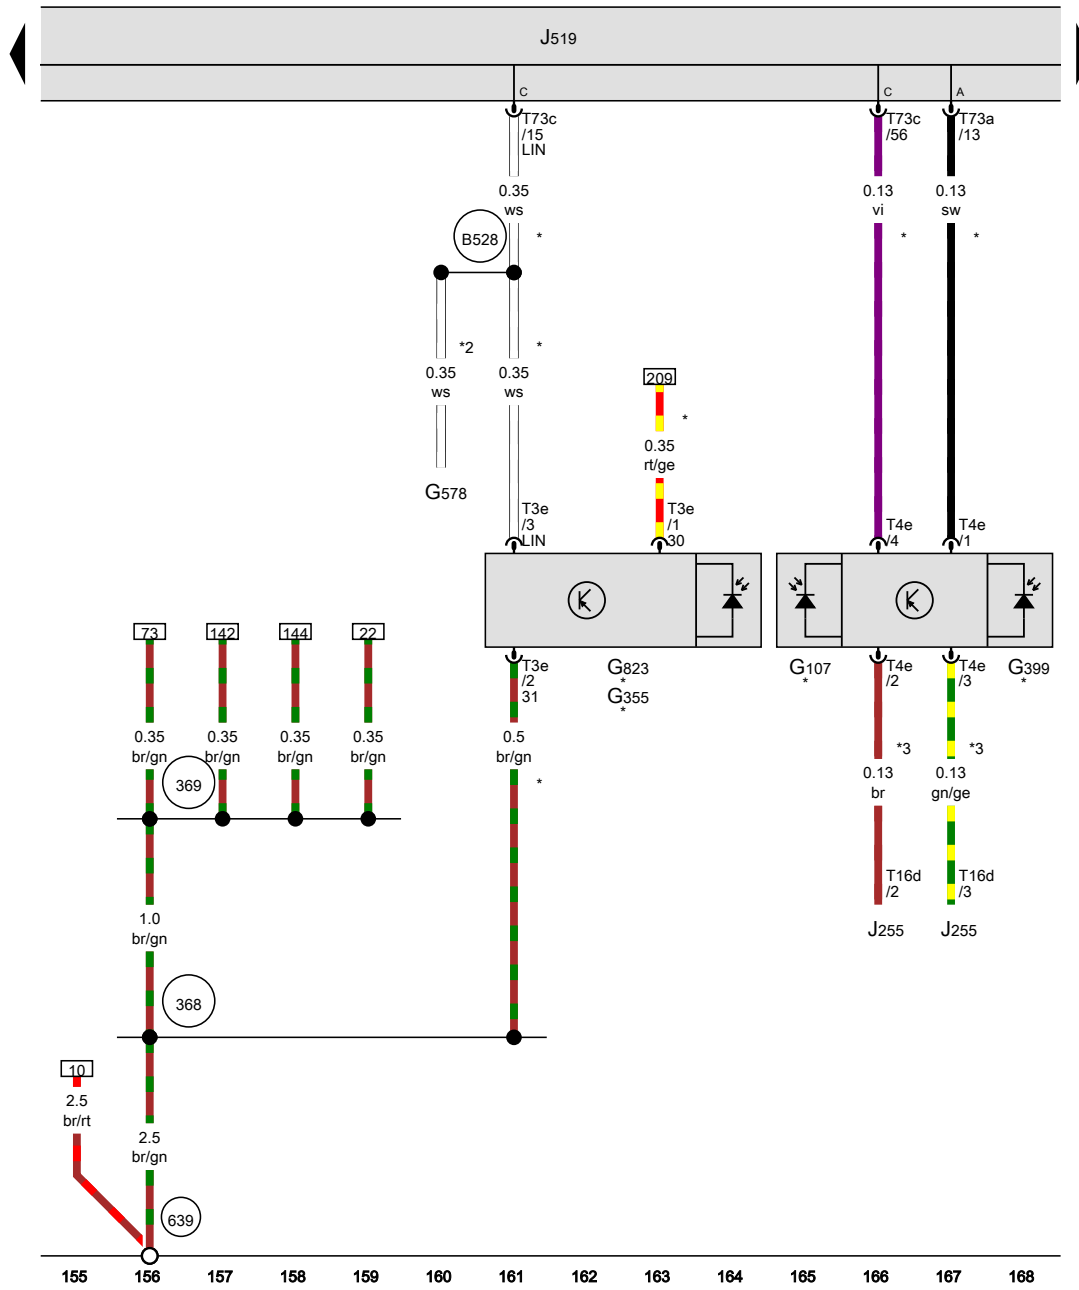 J519
C
C
A
T73c
/15
LIN
T73c
/56
T73a
/13
0.35
ws
0.13
vi
0.13
sw
B528
*
*
*
*2
*
0.35
ws
0.35
ws
209
*
0.35
rt/ge
G578
T3e
/3
LIN
T3e
/1
30
T4e
/4
T4e
/1
73
142
144
22
T3e
/2
31
G823
*
G355
*
G107
*
T4e
/2
T4e
/3
G399
*
0.35
br/gn
0.35
br/gn
0.35
br/gn
0.35
br/gn
0.5
br/gn
*3
*3
369
*
0.13
br
0.13
gn/ge
T16d
/2
T16d
/3
1.0
br/gn
J255
J255
368
10
2.5
br/rt
2.5
br/gn
639
155 156 157 158 159 160 161 162 163 164 165 166 167 168